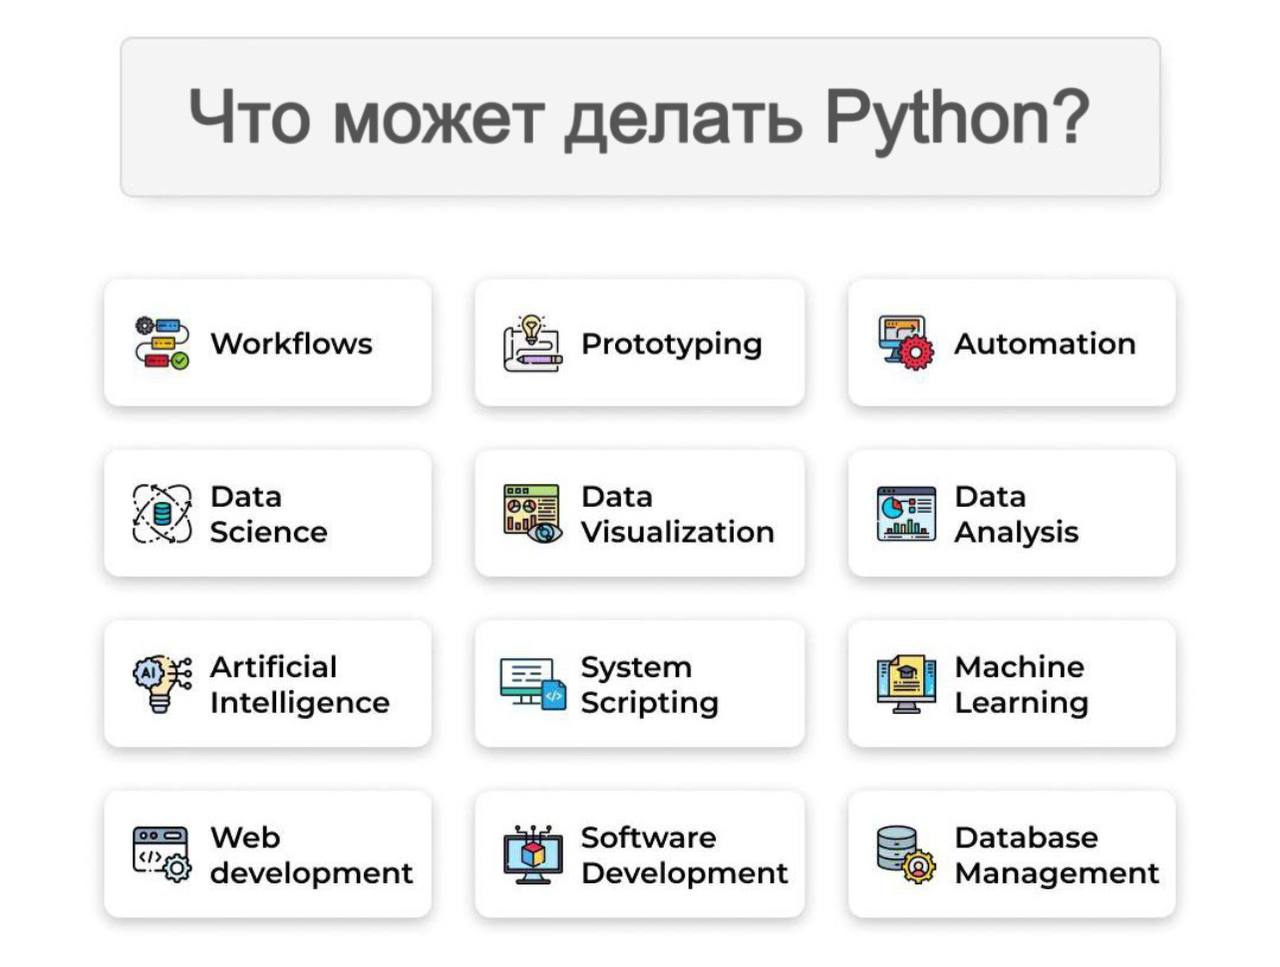 Что может делать Python?
Workflows
Prototyping
Automation
Data
Science
Data
Visualization
Data
Analysis
AI
Artificial
Intelligence
</>
System
Scripting
Machine
Learning
</>
Web
development
Software
Development
Database
Management